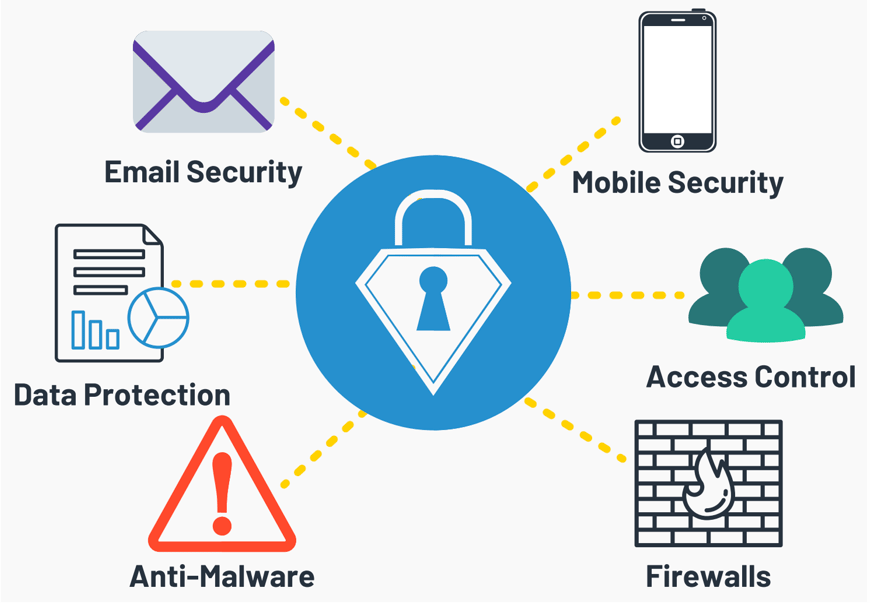 Email Security
Mobile Security
Data Protection
Access Control
Anti-Malware
Firewalls